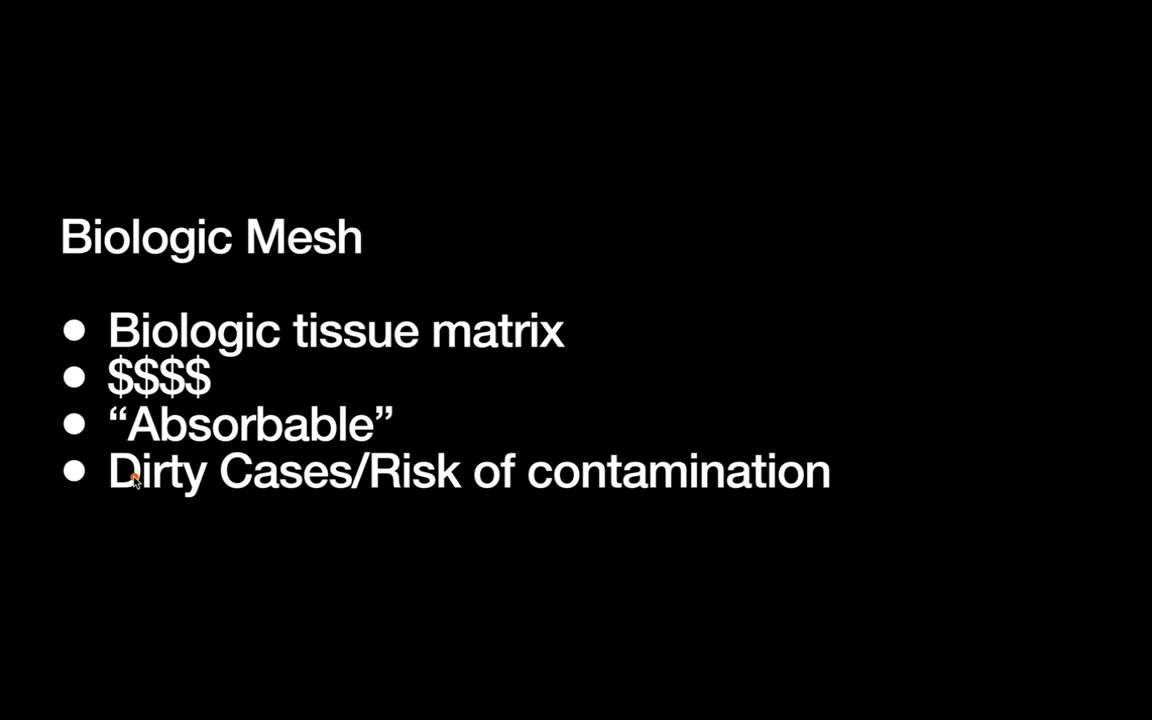 Biologic Mesh
● Biologic tissue matrix
● $$$$
● “Absorbable”
● Dirty Cases/Risk of contamination